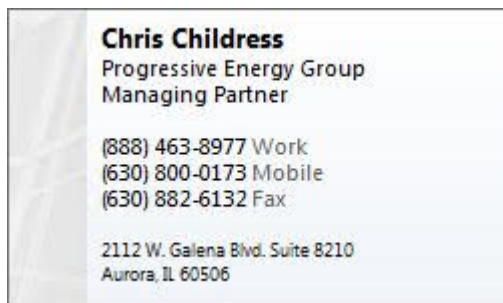 Chris Childress
Progressive Energy Group
Managing Partner
(888) 463-8977 Work
(630) 800-0173 Mobile
(630) 882-6132 Fax
2112 W. Galena Blvd. Suite 8210
Aurora, IL 60506